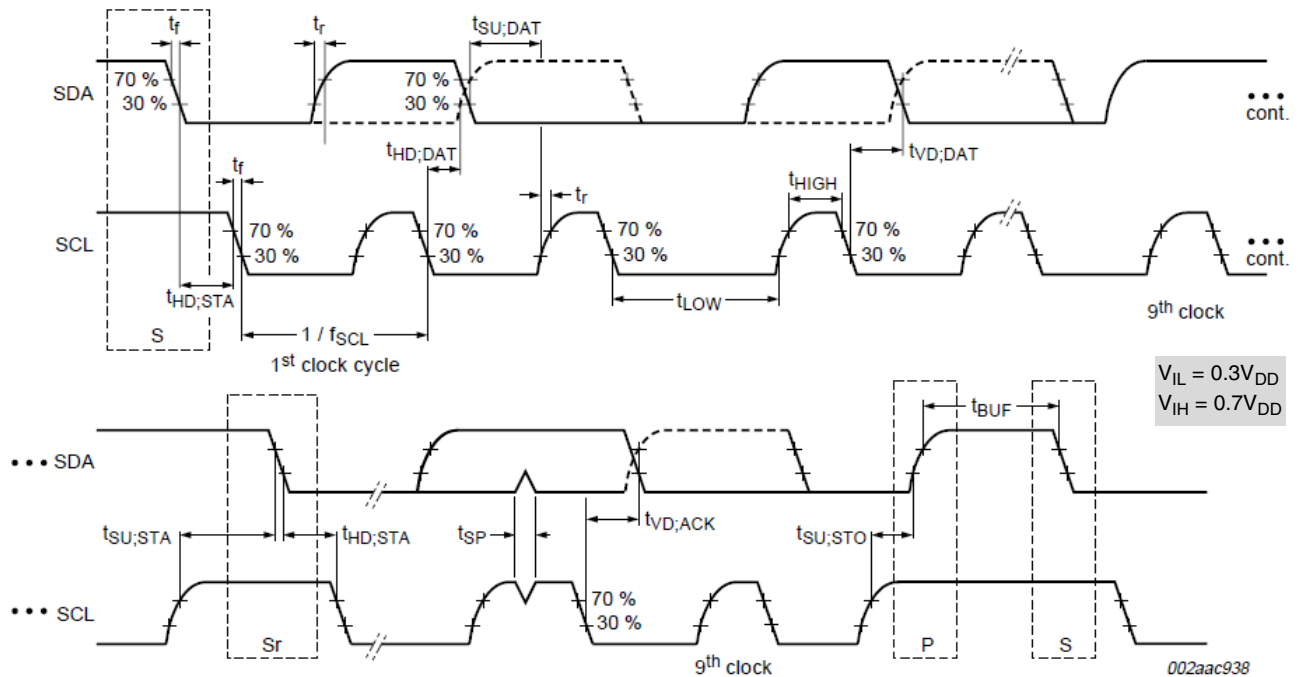 t_f
t_r
t_SU;DAT
70 %
30 %
70 %
30 %
SDA
cont.
t_HD;DAT
t_VD;DAT
t_f
t_r
t_HIGH
70 %
30 %
70 %
30 %
70 %
30 %
70 %
30 %
SCL
cont.
t_HD;STA
t_LOW
S
1 / f_SCL
1st clock cycle
9th clock
V_IL = 0.3V_DD
V_IH = 0.7V_DD
t_BUF
SDA
t_SU;STA
t_HD;STA
t_SP
t_VD;ACK
t_SU;STO
70 %
30 %
SCL
Sr
9th clock
P
S
002aac938